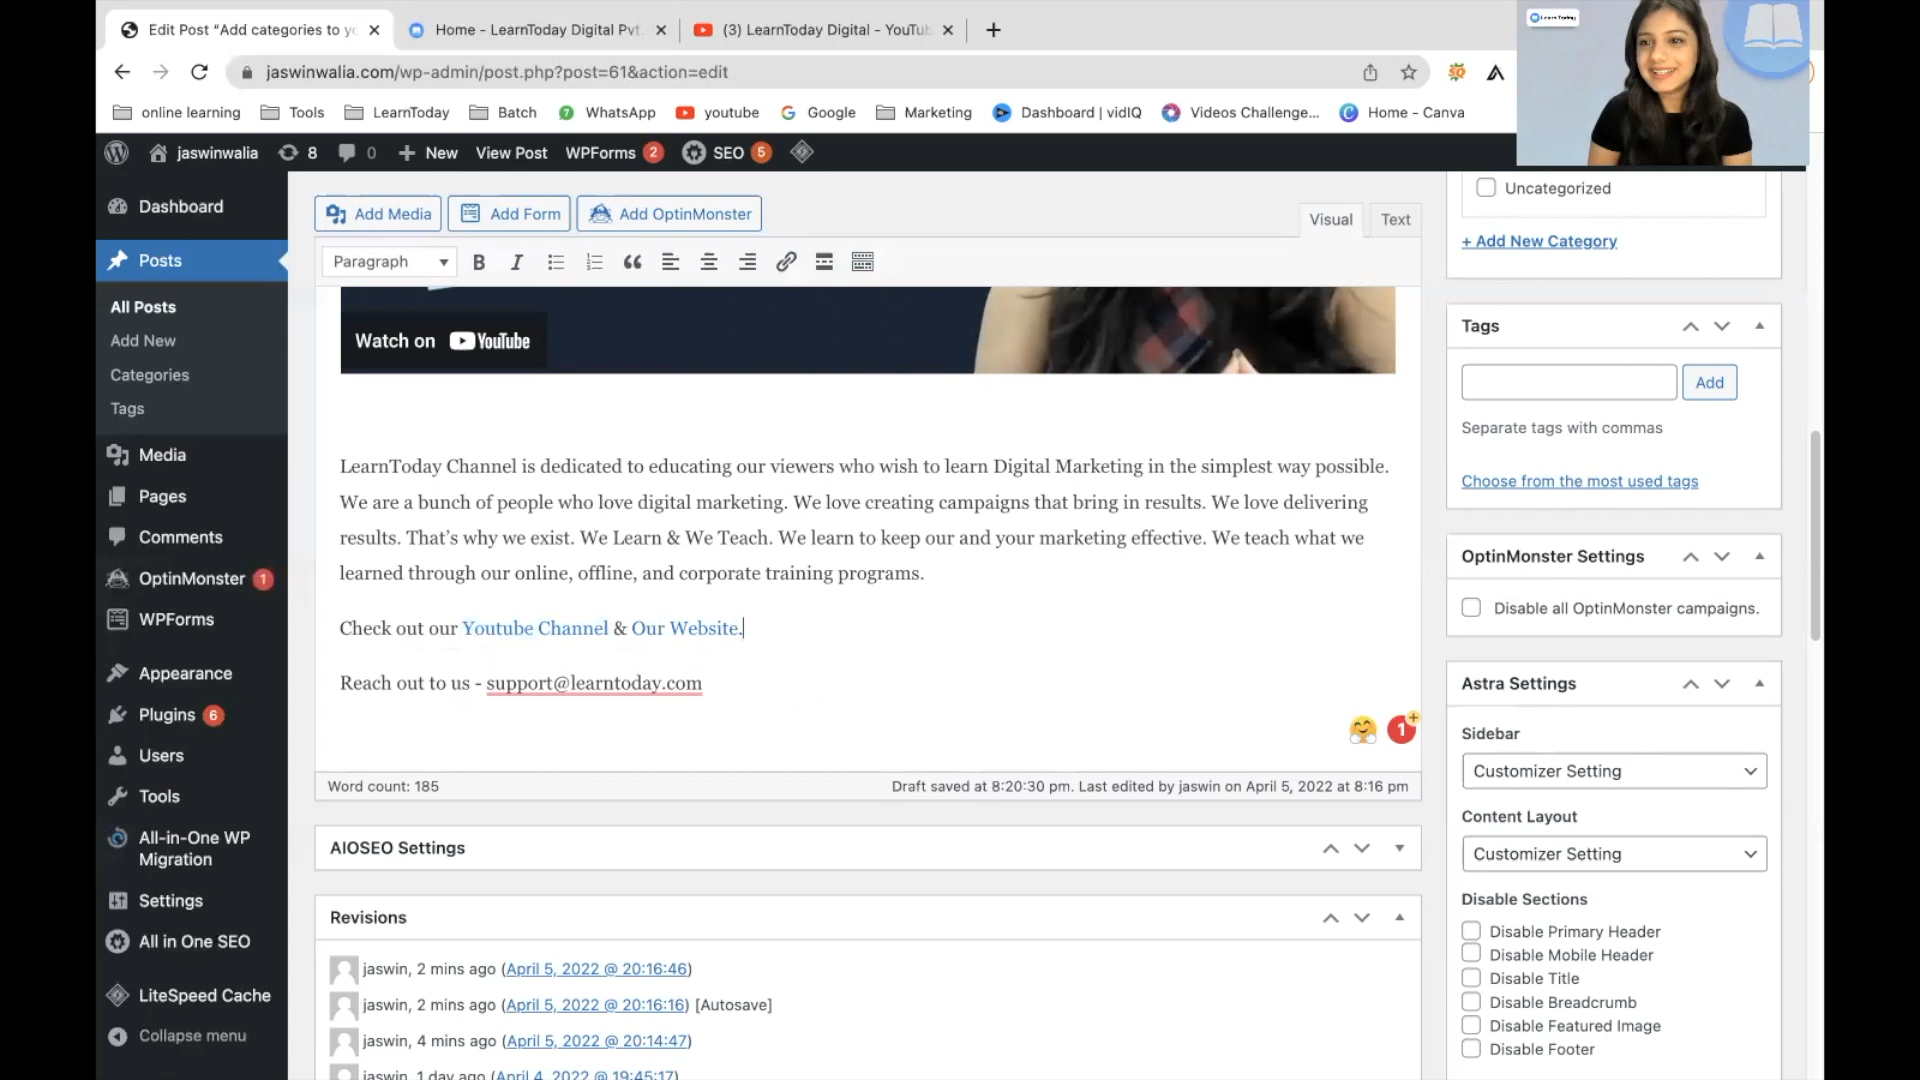 Edit Post "Add categories to yo
Home - LearnToday Digital Pvt.
(3) LearnToday Digital - YouTub
Learn Today
jaswinwalia.com/wp-admin/post.php?post=61&action=edit
online learning
Tools
LearnToday
Batch
WhatsApp
youtube
Google
Marketing
Dashboard | vidIQ
Videos Challenge...
Home - Canva
jaswinwalia
8
0
New
View Post
WPForms 2
SEO 5
Dashboard
Posts
All Posts
Add New
Categories
Tags
Media
Pages
Comments
OptinMonster 1
WPForms
Appearance
Plugins 6
Users
Tools
All-in-One WP
Migration
Settings
All in One SEO
LiteSpeed Cache
Collapse menu
Add Media
Add Form
Add OptinMonster
Visual
Text
Paragraph
Watch on YouTube
LearnToday Channel is dedicated to educating our viewers who wish to learn Digital Marketing in the simplest way possible.
We are a bunch of people who love digital marketing. We love creating campaigns that bring in results. We love delivering
results. That's why we exist. We Learn & We Teach. We learn to keep our and your marketing effective. We teach what we
learned through our online, offline, and corporate training programs.
Check out our Youtube Channel & Our Website.
Reach out to us - support@learntoday.com
1
Word count: 185
Draft saved at 8:20:30 pm. Last edited by jaswin on April 5, 2022 at 8:16 pm
AIOSEO Settings
Revisions
jaswin, 2 mins ago (April 5, 2022 @ 20:16:46)
jaswin, 2 mins ago (April 5, 2022 @ 20:16:16) [Autosave]
jaswin, 4 mins ago (April 5, 2022 @ 20:14:47)
jaswin, 1 day ago (April 4, 2022 @ 19:45:17)
Uncategorized
+ Add New Category
Tags
Add
Separate tags with commas
Choose from the most used tags
OptinMonster Settings
Disable all OptinMonster campaigns.
Astra Settings
Sidebar
Customizer Setting
Content Layout
Customizer Setting
Disable Sections
Disable Primary Header
Disable Mobile Header
Disable Title
Disable Breadcrumb
Disable Featured Image
Disable Footer